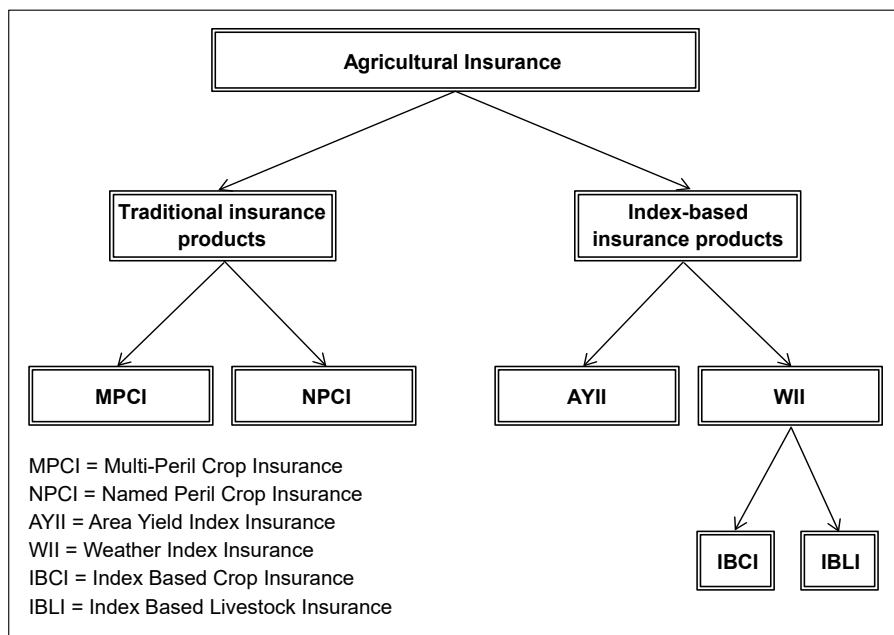 Agricultural Insurance
Traditional insurance
products
Index-based
insurance products
MPCI
NPCI
AYII
WII
MPCI = Multi-Peril Crop Insurance
NPCI = Named Peril Crop Insurance
AYII = Area Yield Index Insurance
WII = Weather Index Insurance
IBCI = Index Based Crop Insurance
IBLI = Index Based Livestock Insurance
IBCI
IBLI